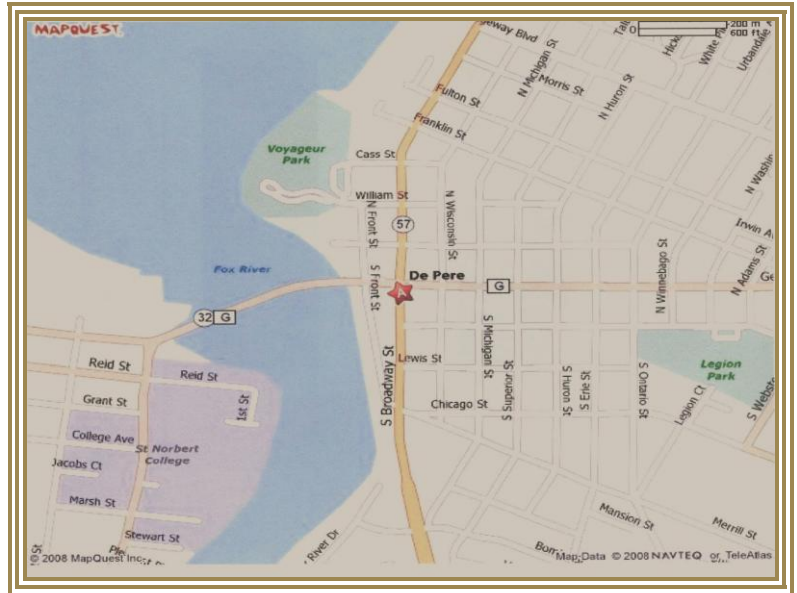 MAPQUEST
200 m
600 ft
0
geway Blvd
N Michigan St
Morris St
N Huron St
Fulton St
Franklin St
Voyageur
Park
Cass St
William St
N Front St
N Wisconsin St
57
Irwin
N Winnebago St
N Adams St
Fox River
De Pere
A
G
S Front St
32 G
S Michigan St
Lewis St
S Broadway St
S Superior St
S Huron St
S Erie St
S Ontario St
Legion
Park
Reid St
Reid St
Chicago St
Legion Ct
Grant St
1st St
College Ave
St Norbert
College
Jacobs Ct
Marsh St
Mansion St
Merrill St
Stewart St
River Dr
© 2008 MapQuest Inc.
Map Data © 2008 NAVTEQ or TeleAtlas